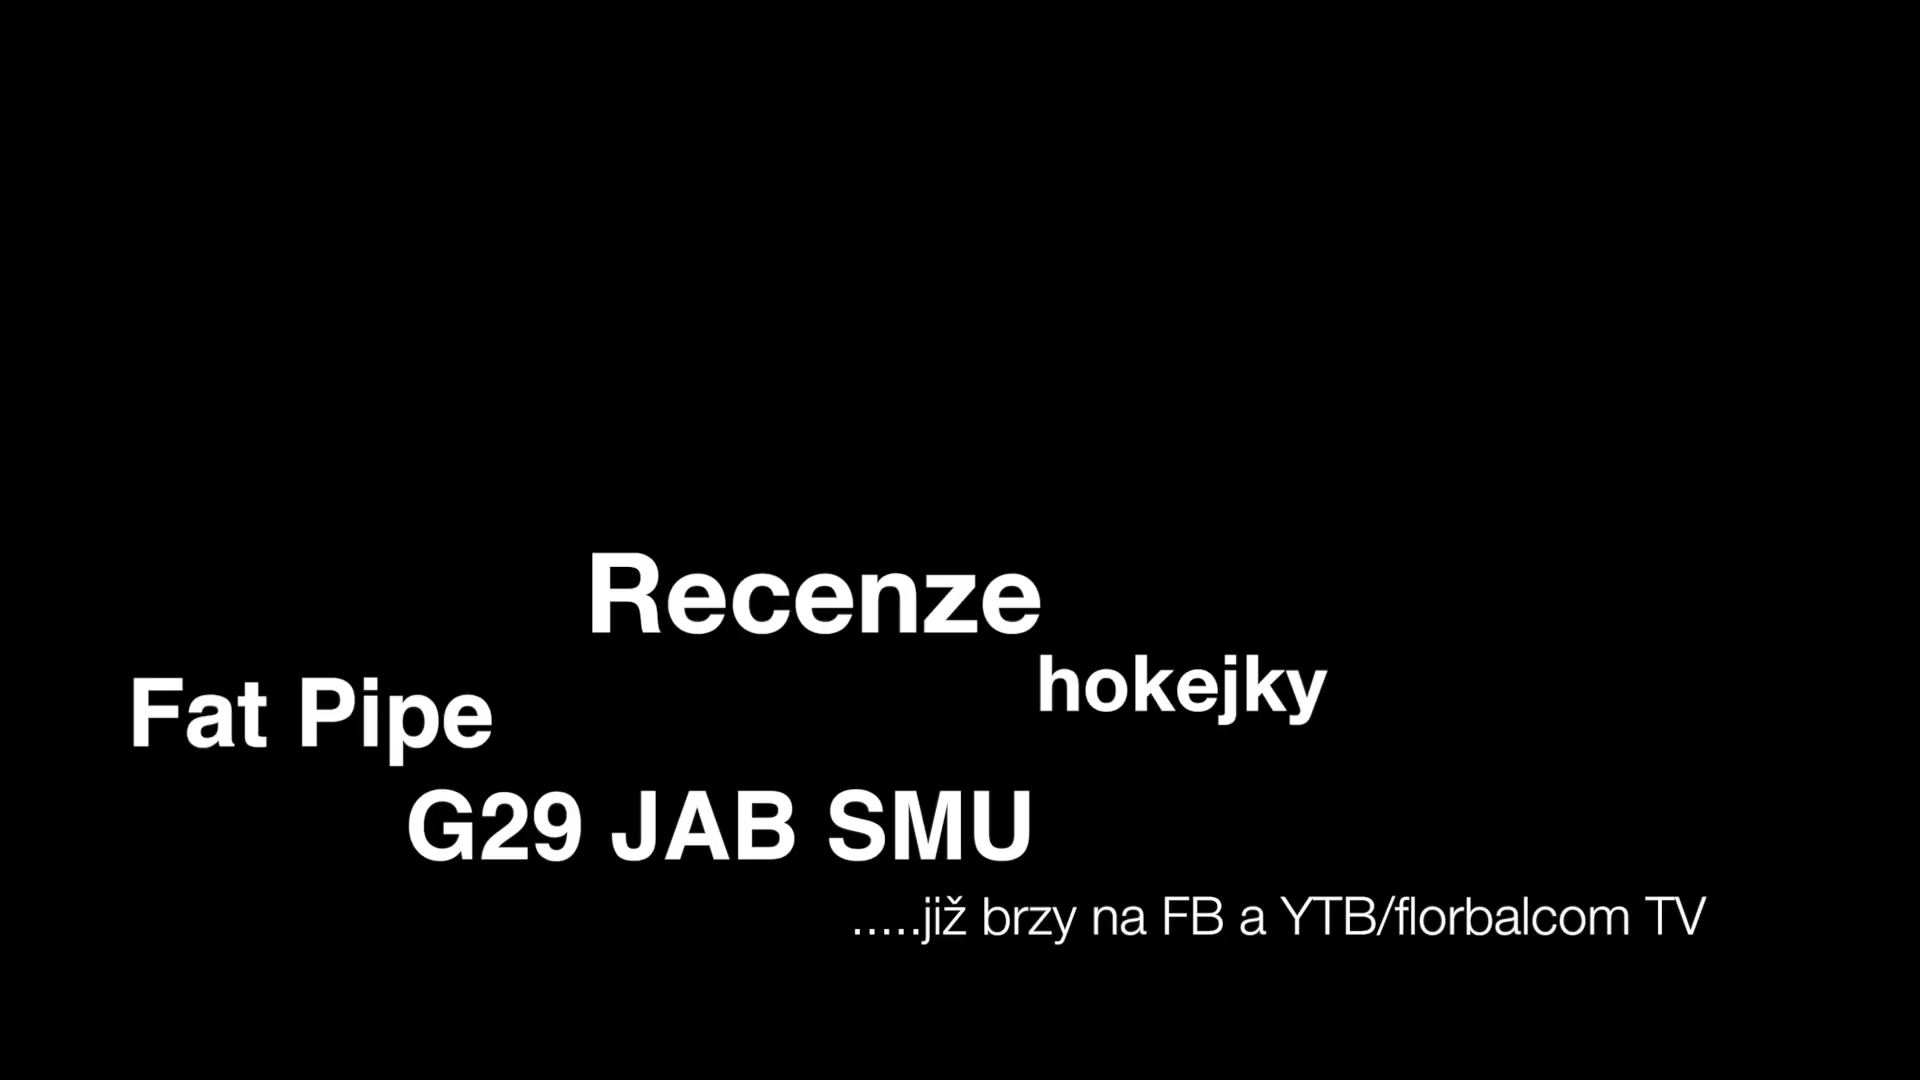 Recenze
hokejky
Fat Pipe
G29 JAB SMU
.....již brzy na FB a YTB/florbalcom TV